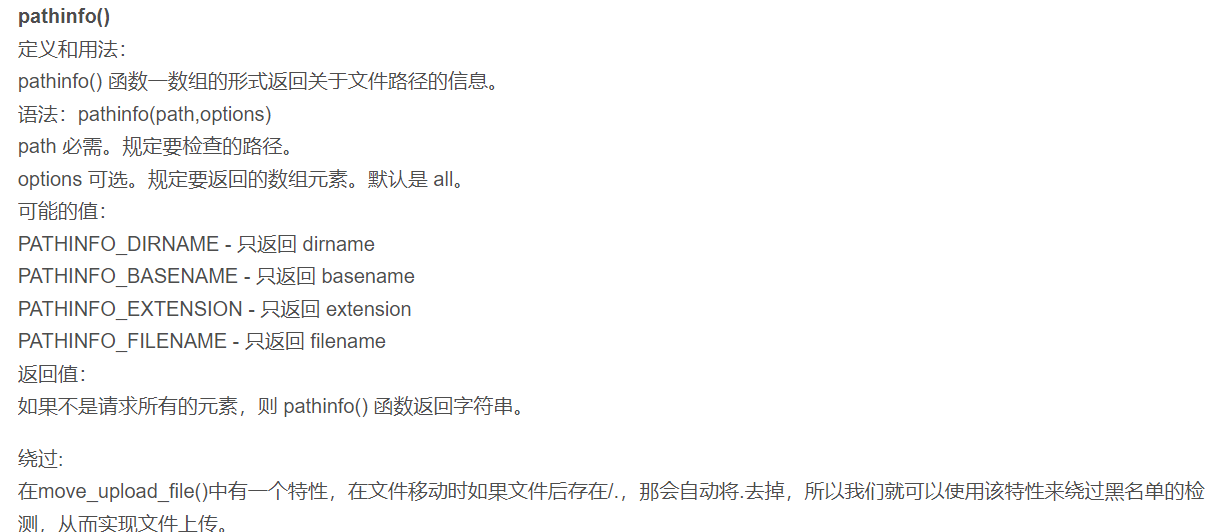 pathinfo()
定义和用法：
pathinfo() 函数一数组的形式返回关于文件路径的信息。
语法：pathinfo(path,options)
path 必需。规定要检查的路径。
options 可选。规定要返回的数组元素。默认是 all。
可能的值：
PATHINFO_DIRNAME - 只返回 dirname
PATHINFO_BASENAME - 只返回 basename
PATHINFO_EXTENSION - 只返回 extension
PATHINFO_FILENAME - 只返回 filename
返回值：
如果不是请求所有的元素，则 pathinfo() 函数返回字符串。
绕过:
在move_upload_file()中有一个特性，在文件移动时如果文件后存在/.，那会自动将.去掉，所以我们就可以使用该特性来绕过黑名单的检
测，从而实现文件上传。